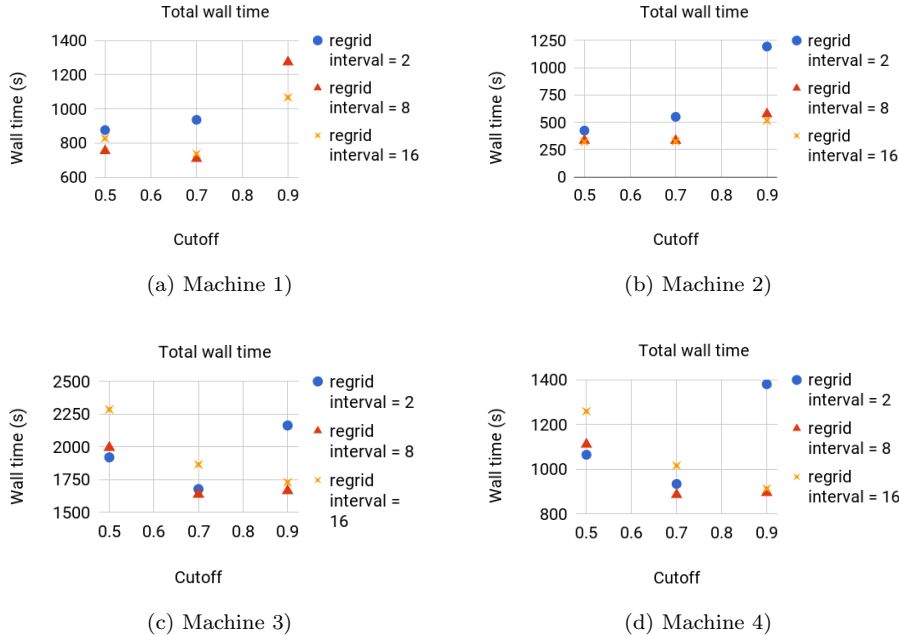 Total wall time
Wall time (s)
1400
1200
1000
800
600
0.5 0.6 0.7 0.8 0.9
Cutoff
regrid
interval = 2
regrid
interval = 8
regrid
interval = 16
(a) Machine 1)
Total wall time
Wall time (s)
1250
1000
750
500
250
0
0.5 0.6 0.7 0.8 0.9
Cutoff
regrid
interval = 2
regrid
interval = 8
regrid
interval = 16
(b) Machine 2)
Total wall time
Wall time (s)
2500
2250
2000
1750
1500
0.5 0.6 0.7 0.8 0.9
Cutoff
regrid
interval = 2
regrid
interval = 8
regrid
interval =
16
(c) Machine 3)
Total wall time
Wall time (s)
1400
1200
1000
800
0.5 0.6 0.7 0.8 0.9
Cutoff
regrid
interval = 2
regrid
interval = 8
regrid
interval = 16
(d) Machine 4)